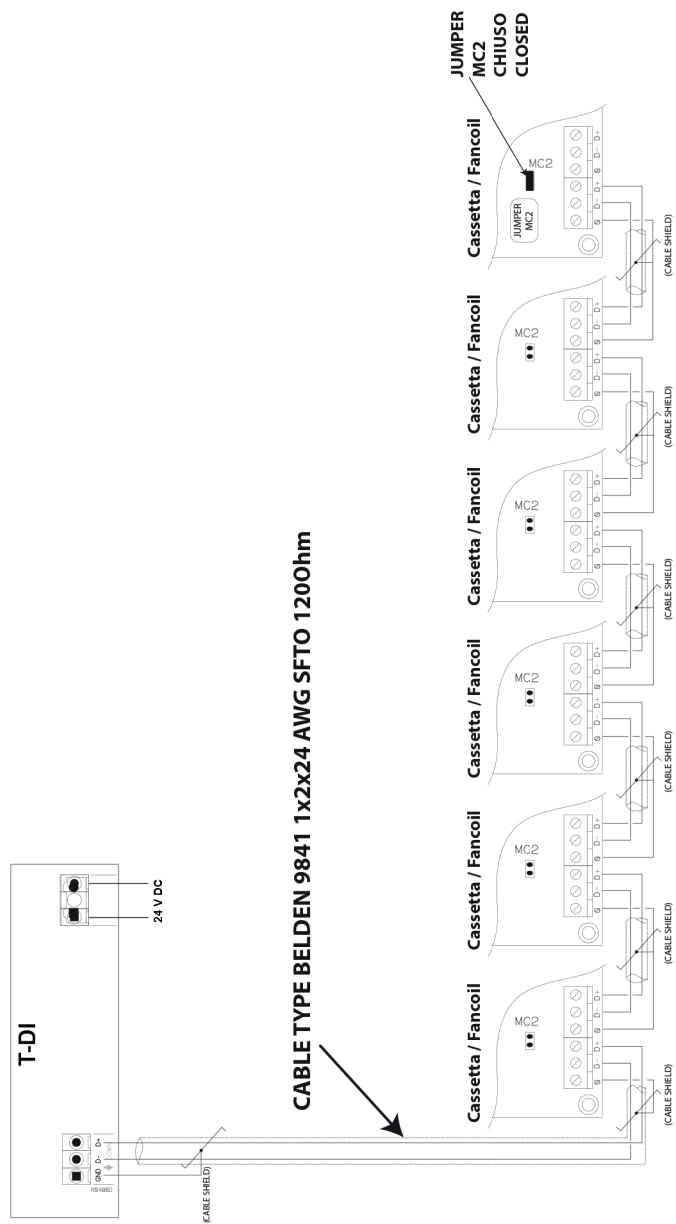 T-DI
GND D- D+
DOWN
24 V DC
(CABLE SHIELD)
CABLE TYPE BELDEN 9841 1x2x24 AWG SFTO 120Ohm
JUMPER
MC2
CHIUSO
CLOSED
Cassetta / Fancoil
MC2
Ø D- D+ Ø D- D+
(CABLE SHIELD)
Cassetta / Fancoil
MC2
Ø D- D+ Ø D- D+
(CABLE SHIELD)
Cassetta / Fancoil
MC2
Ø D- D+ Ø D- D+
(CABLE SHIELD)
Cassetta / Fancoil
MC2
Ø D- D+ Ø D- D+
(CABLE SHIELD)
Cassetta / Fancoil
MC2
Ø D- D+ Ø D- D+
(CABLE SHIELD)
Cassetta / Fancoil
JUMPER
MC2
MC2
Ø D- D+ Ø D- D+
(CABLE SHIELD)